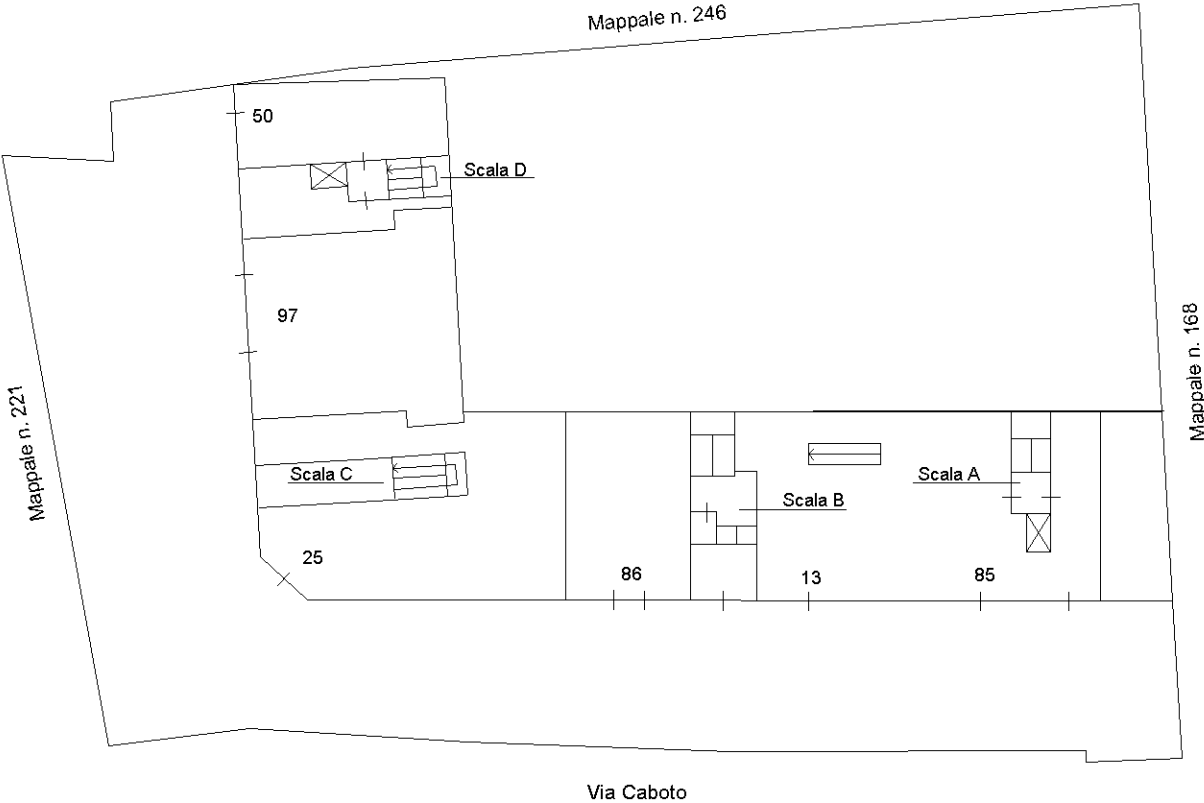 Mappale n. 246
50
Scala D
97
Mappale n. 168
Mappale n. 221
Scala C
Scala A
Scala B
25
86
13
85
Via Caboto